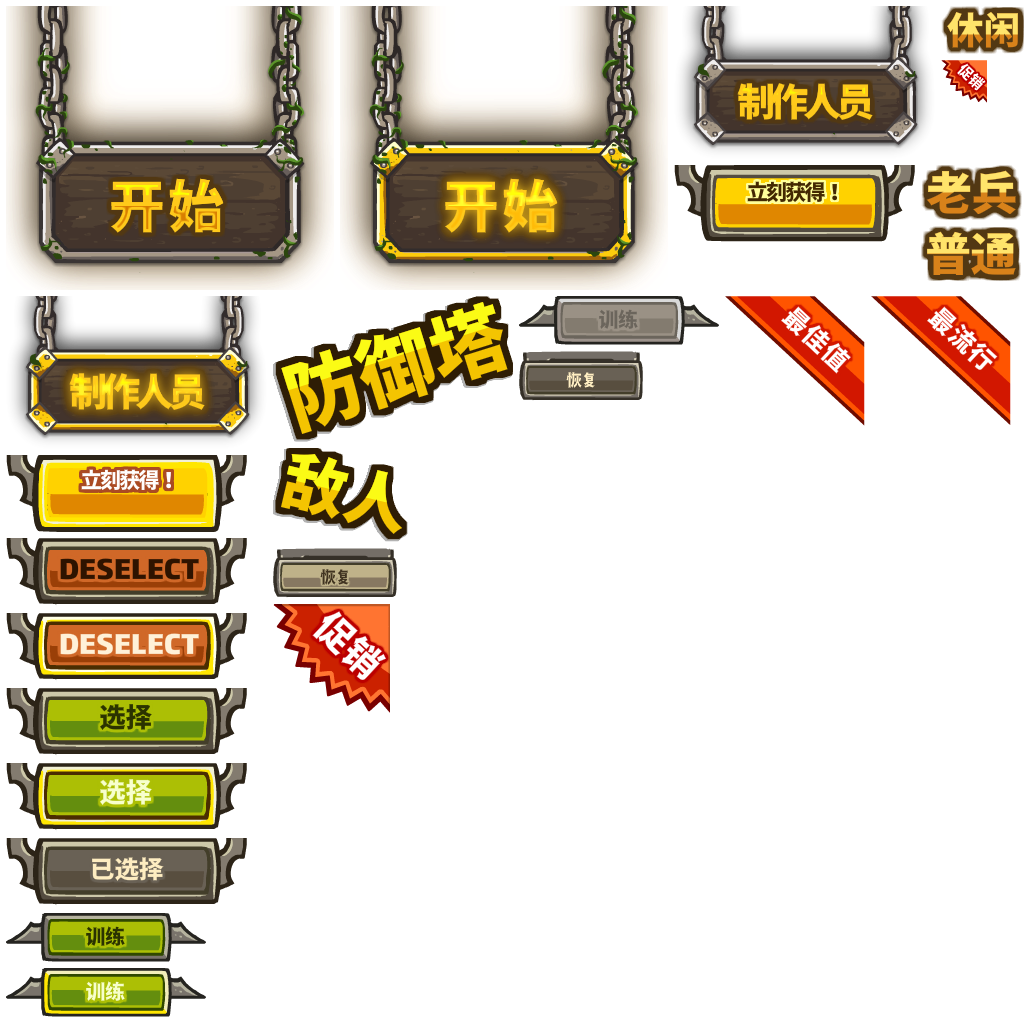 开始
开始
制作人员
休闲
促销
立刻获得！
老兵
普通
制作人员
防御塔
训练
恢复
最佳值
最流行
立刻获得！
敌人
DESELECT
恢复
DESELECT
促销
选择
选择
已选择
训练
训练